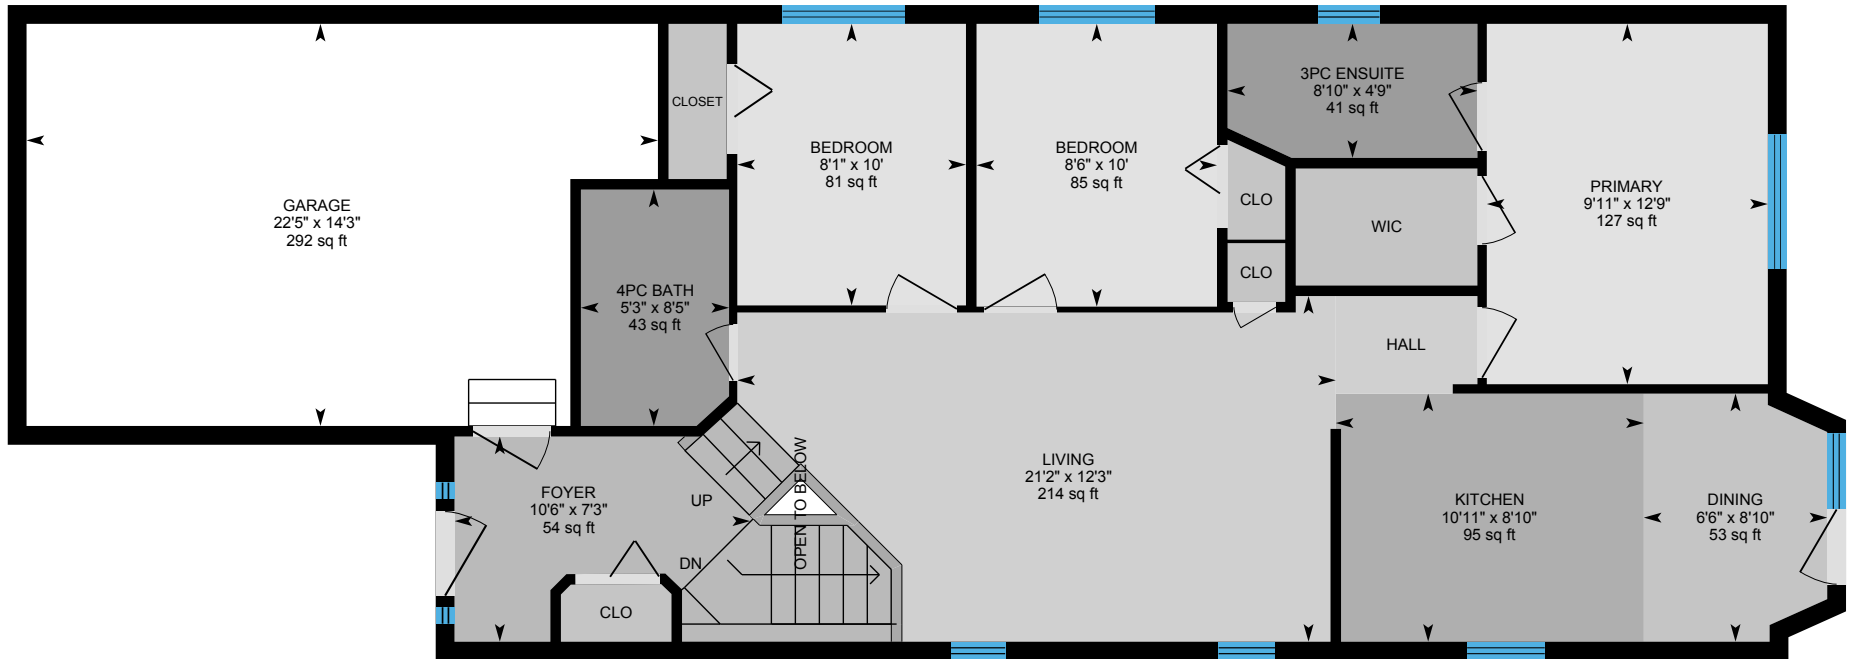 GARAGE
22'5" x 14'3"
292 sq ft
CLOSET
BEDROOM
8'1" x 10'
81 sq ft
BEDROOM
8'6" x 10'
85 sq ft
3PC ENSUITE
8'10" x 4'9"
41 sq ft
CLO
CLO
WIC
PRIMARY
9'11" x 12'9"
127 sq ft
4PC BATH
5'3" x 8'5"
43 sq ft
HALL
FOYER
10'6" x 7'3"
54 sq ft
UP
DN
OPEN TO BELOW
CLO
LIVING
21'2" x 12'3"
214 sq ft
KITCHEN
10'11" x 8'10"
95 sq ft
DINING
6'6" x 8'10"
53 sq ft